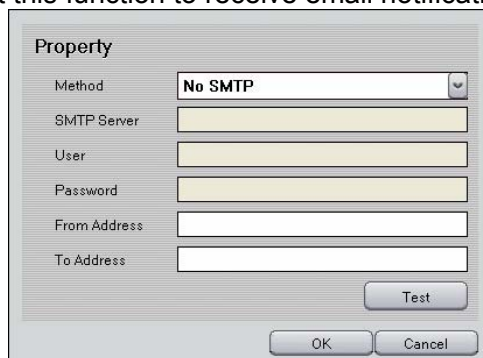 this function to receive email notificat
Property
Method No SMTP
SMTP Server
User
Password
From Address
To Address
Test
OK Cancel